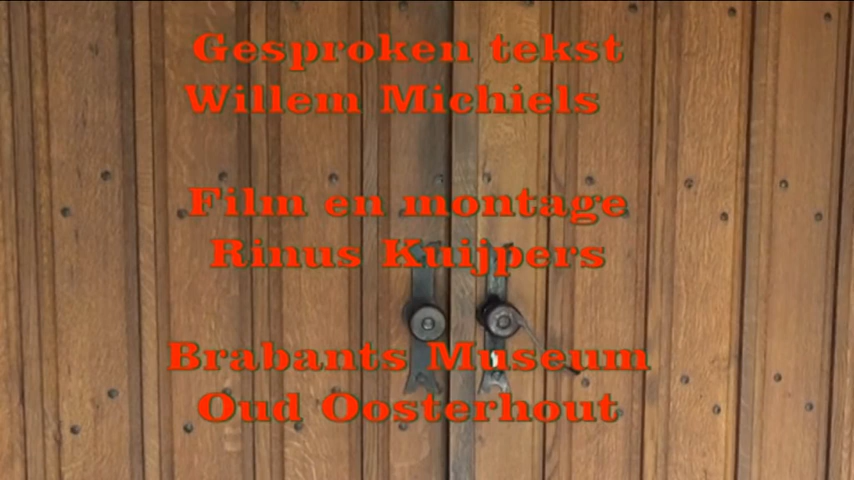 Gesproken tekst
Willem Michiels
Film en montage
Rinus Kuijpers
Brabants Museum
Oud Oosterhout